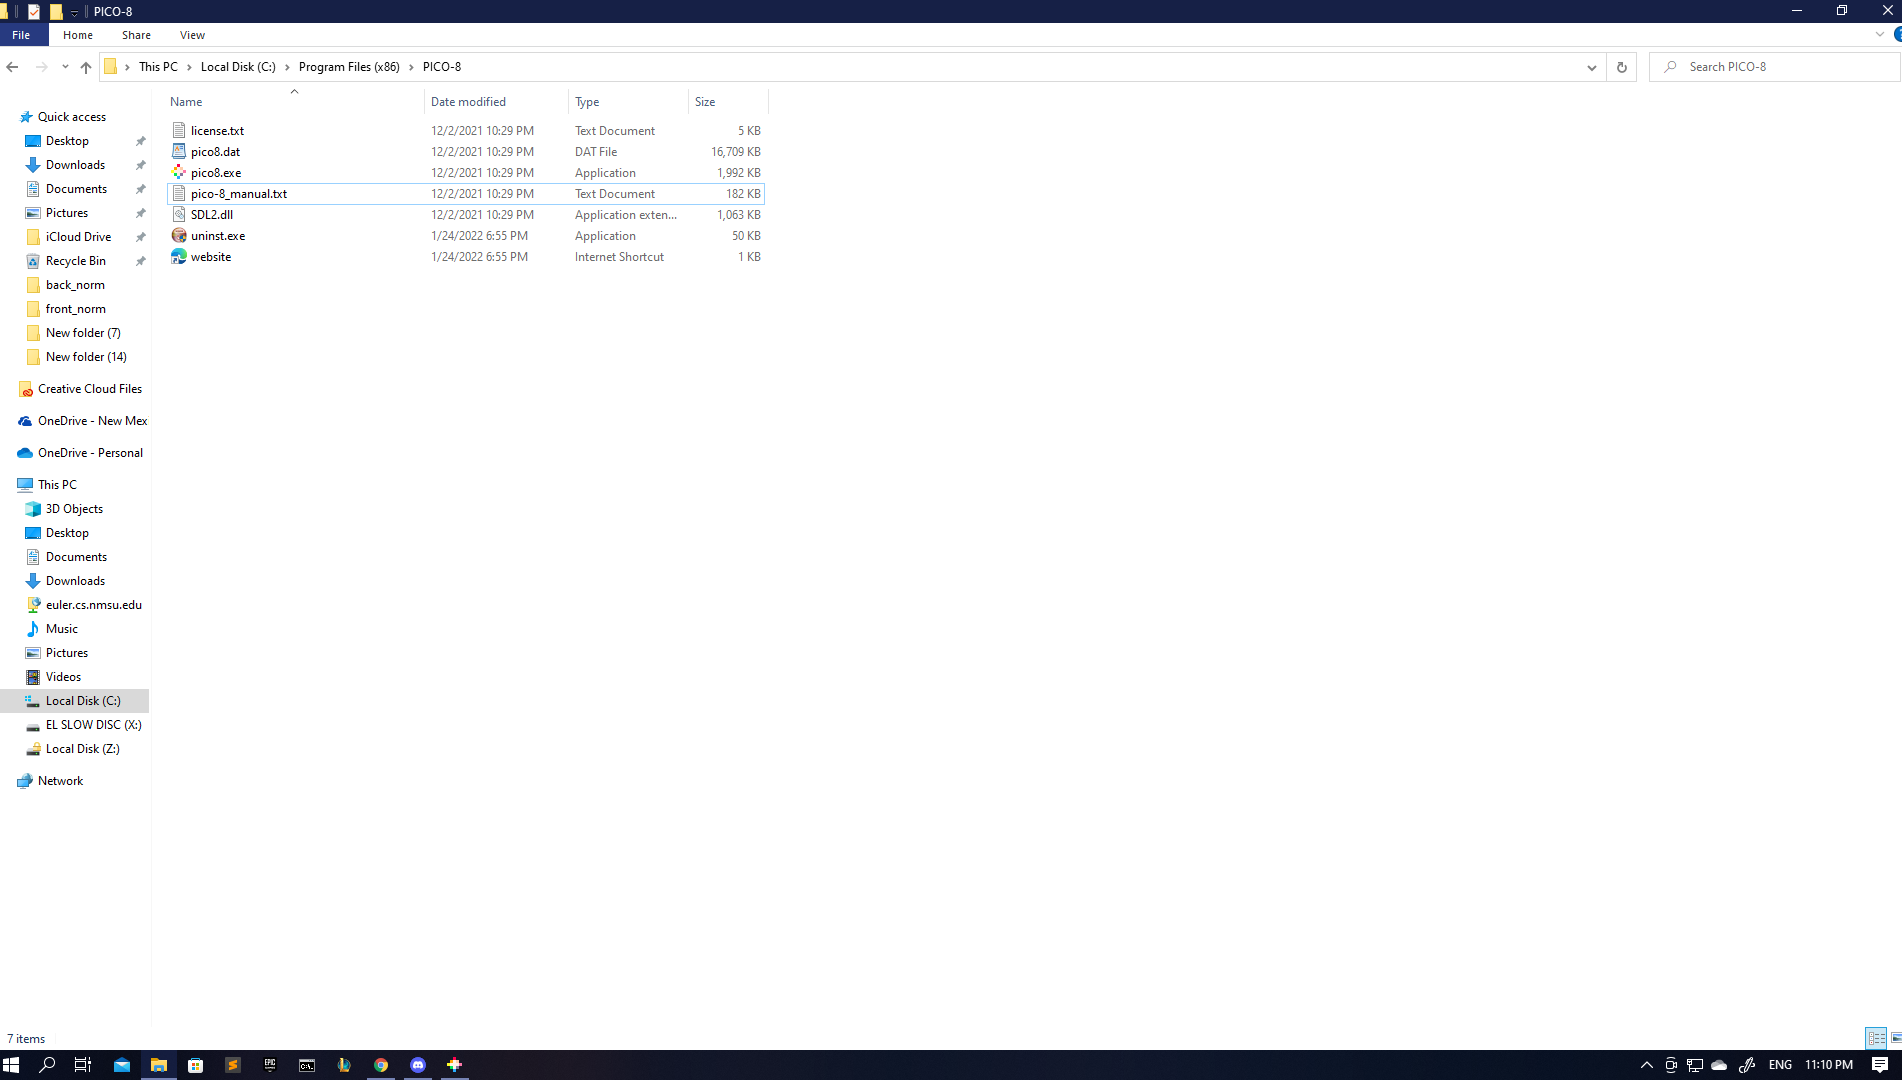 PICO-8
File Home Share View
This PC Local Disk (C:) Program Files (x86) PICO-8
Search PICO-8
Name Date modified Type Size
license.txt 12/2/2021 10:29 PM Text Document 5 KB
pico8.dat 12/2/2021 10:29 PM DAT File 16,709 KB
pico8.exe 12/2/2021 10:29 PM Application 1,992 KB
pico-8_manual.txt 12/2/2021 10:29 PM Text Document 182 KB
SDL2.dll 12/2/2021 10:29 PM Application exten... 1,063 KB
uninst.exe 1/24/2022 6:55 PM Application 50 KB
website 1/24/2022 6:55 PM Internet Shortcut 1 KB
Quick access
Desktop
Downloads
Documents
Pictures
iCloud Drive
Recycle Bin
back_norm
front_norm
New folder (7)
New folder (14)
Creative Cloud Files
OneDrive - New Mex
OneDrive - Personal
This PC
3D Objects
Desktop
Documents
Downloads
euler.cs.nmsu.edu
Music
Pictures
Videos
Local Disk (C:)
EL SLOW DISC (X:)
Local Disk (Z:)
Network
7 items
ENG 11:10 PM